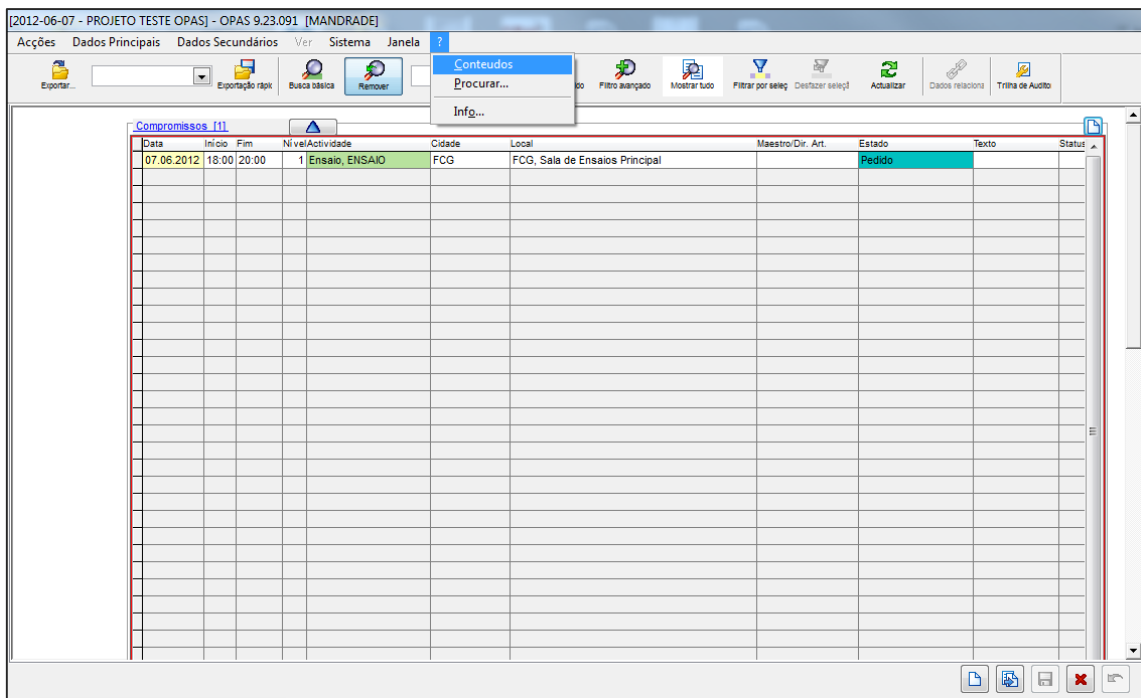 [2012-06-07 - PROJETO TESTE OPAS] - OPAS 9.23.091 [MANDRADE]
Acções Dados Principais Dados Secundários Ver Sistema Janela ?
Conteudos
Procurar...
Info...
Exportar... Exportação rápk Busca básica Remover do Filtro avançado Mostrar tudo Filtrar por seleç Desfazer seleçã Actualizar Dados relaciona Trilha de Audito
Compromissos [1]
Data Início Fim Nível Actividade Cidade Local Maestro/Dir. Art. Estado Texto Status
07.06.2012 18:00 20:00 1 Ensaio, ENSAIO FCG FCG, Sala de Ensaios Principal Pedido